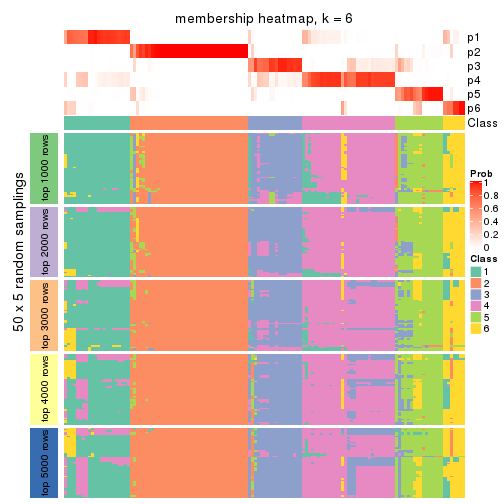 membership heatmap, k = 6
p1
p2
p3
p4
p5
p6
Class
50 x 5 random samplings
top 1000 rows
top 2000 rows
top 3000 rows
top 4000 rows
top 5000 rows
Prob
1
0.8
0.6
0.4
0.2
0
Class
1
2
3
4
5
6